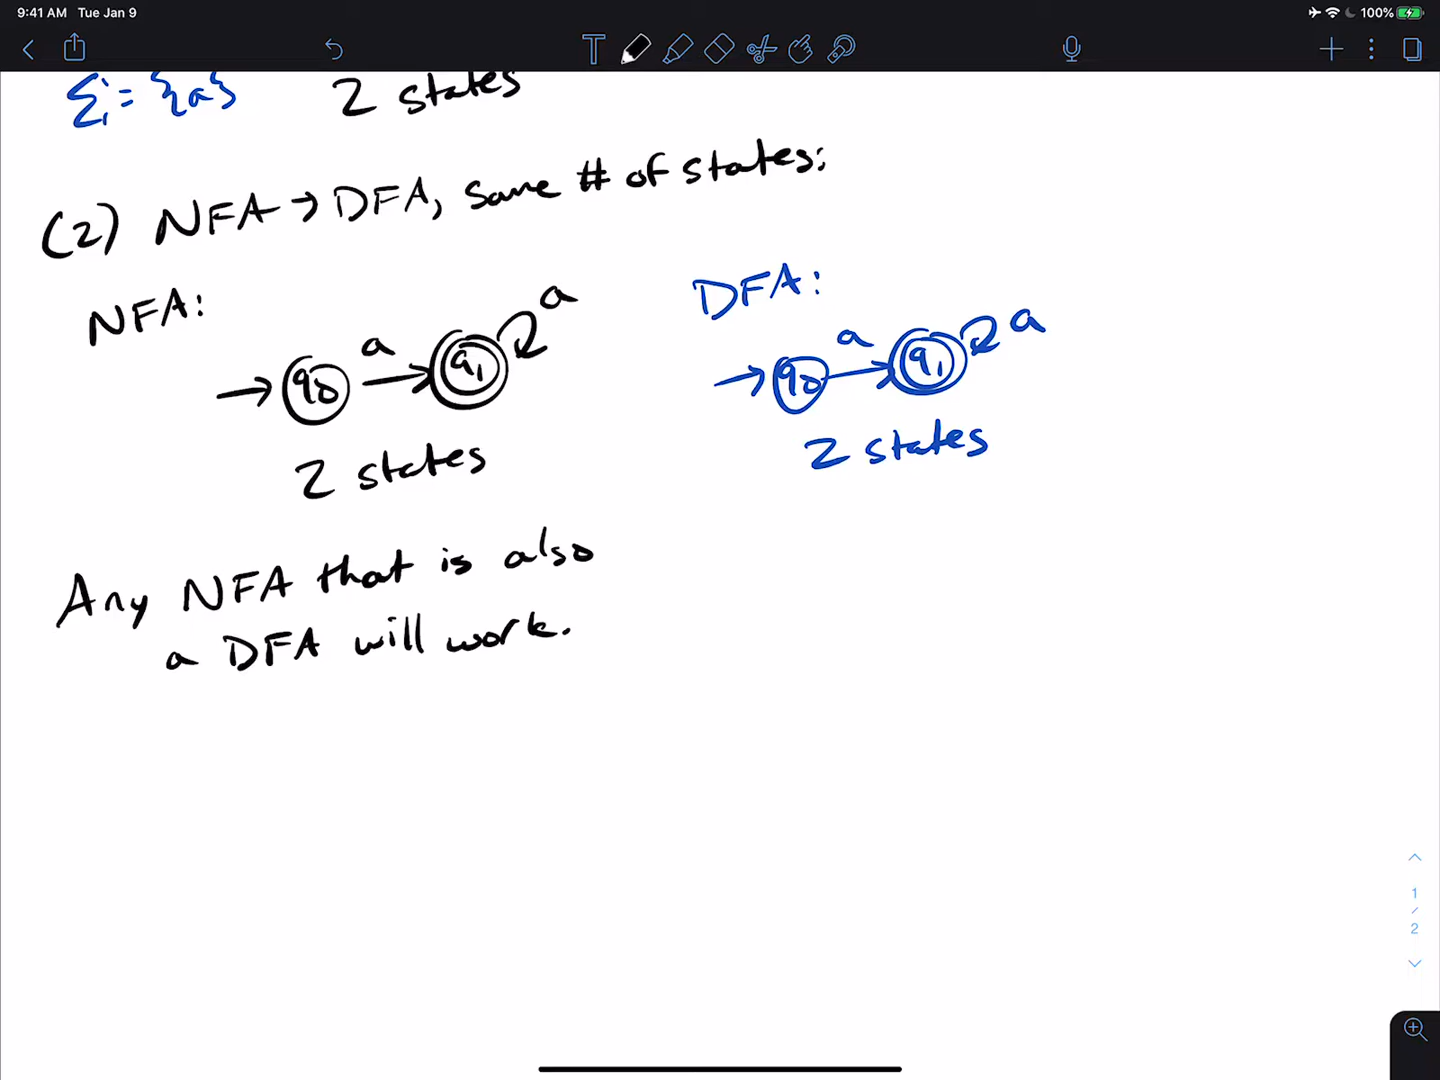 9:41 AM Tue Jan 9
100%
T
Σ₁ = {a}
2 states
(2) NFA → DFA, same # of states:
NFA:
DFA:
a
a
q₀
q₁
a
a
q₀
q₁
2 states
2 states
Any NFA that is also
a DFA will work.
1
/
2